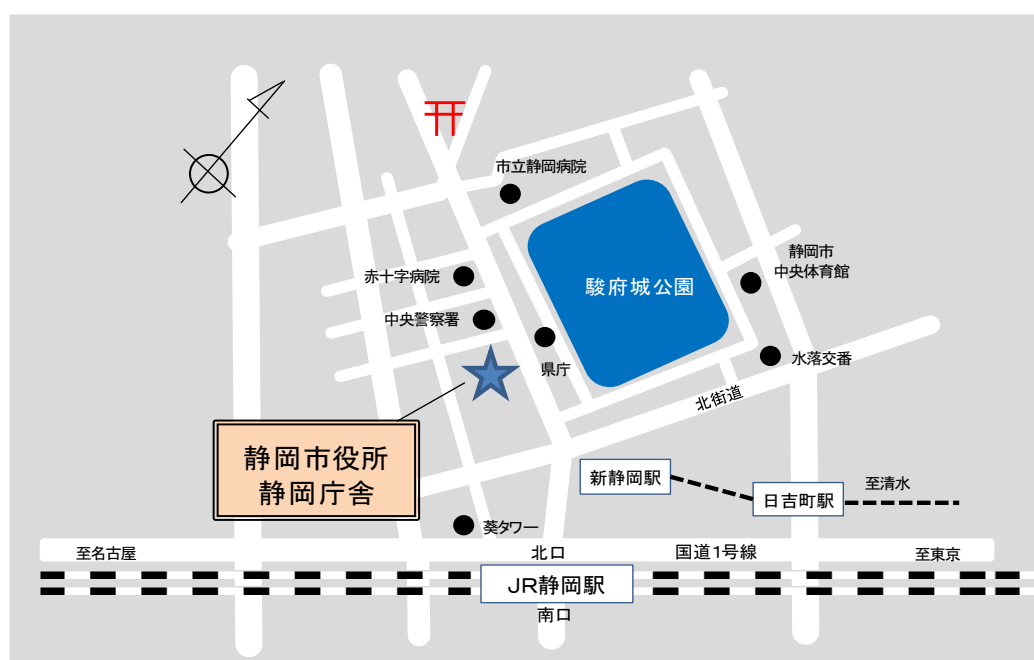 市立静岡病院
静岡市
中央体育館
赤十字病院
駿府城公園
中央警察署
県庁
水落交番
北街道
静岡市役所
静岡庁舎
新静岡駅
日吉町駅
至清水
葵タワー
至名古屋
北口
国道1号線
至東京
JR静岡駅
南口